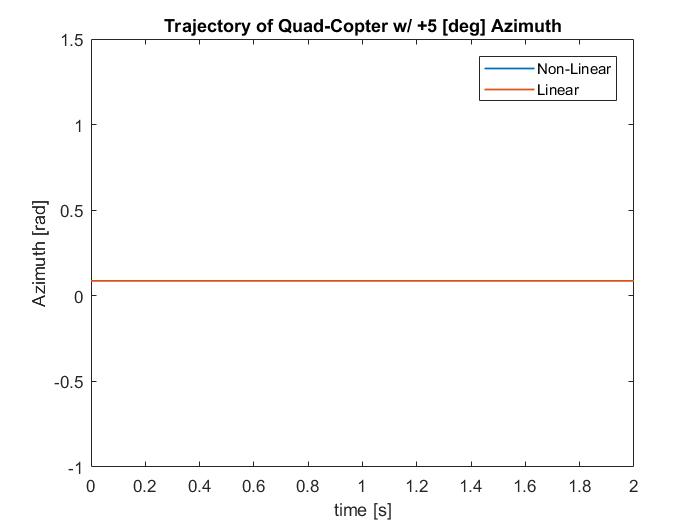 Trajectory of Quad-Copter w/ +5 [deg] Azimuth
1.5
Non-Linear
Linear
1
0.5
Azimuth [rad]
0
-0.5
-1
0 0.2 0.4 0.6 0.8 1 1.2 1.4 1.6 1.8 2
time [s]